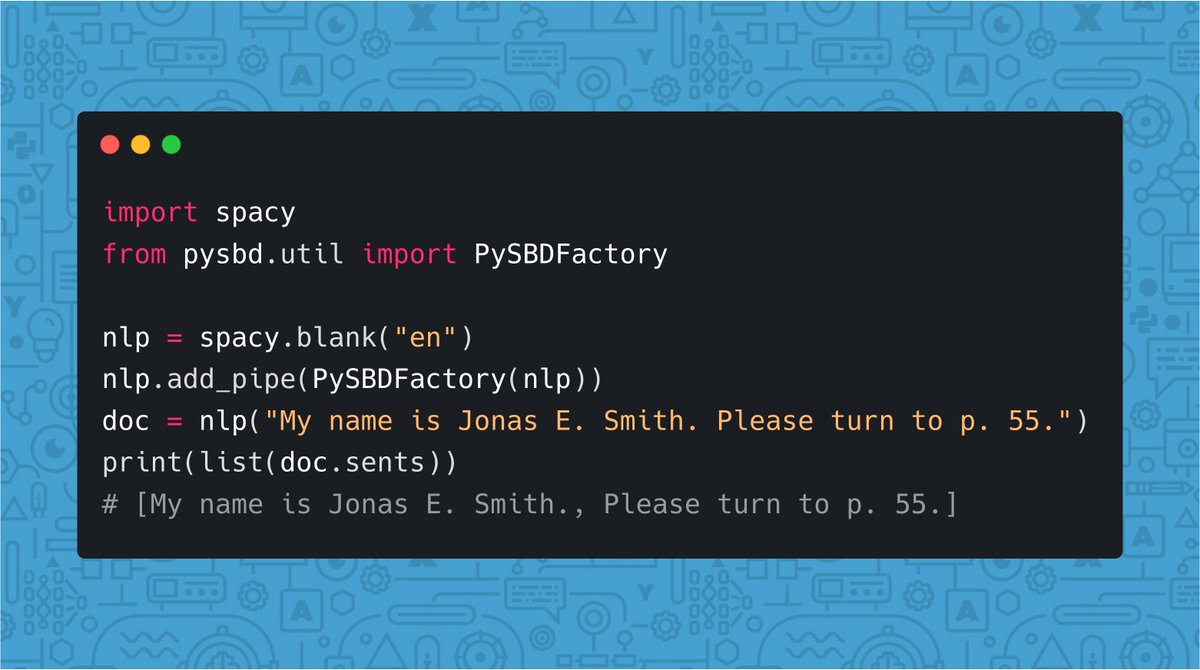 import spacy
from pysbd.util import PySBDFactory
nlp = spacy.blank("en")
nlp.add_pipe(PySBDFactory(nlp))
doc = nlp("My name is Jonas E. Smith. Please turn to p. 55.")
print(list(doc.sents))
# [My name is Jonas E. Smith., Please turn to p. 55.]